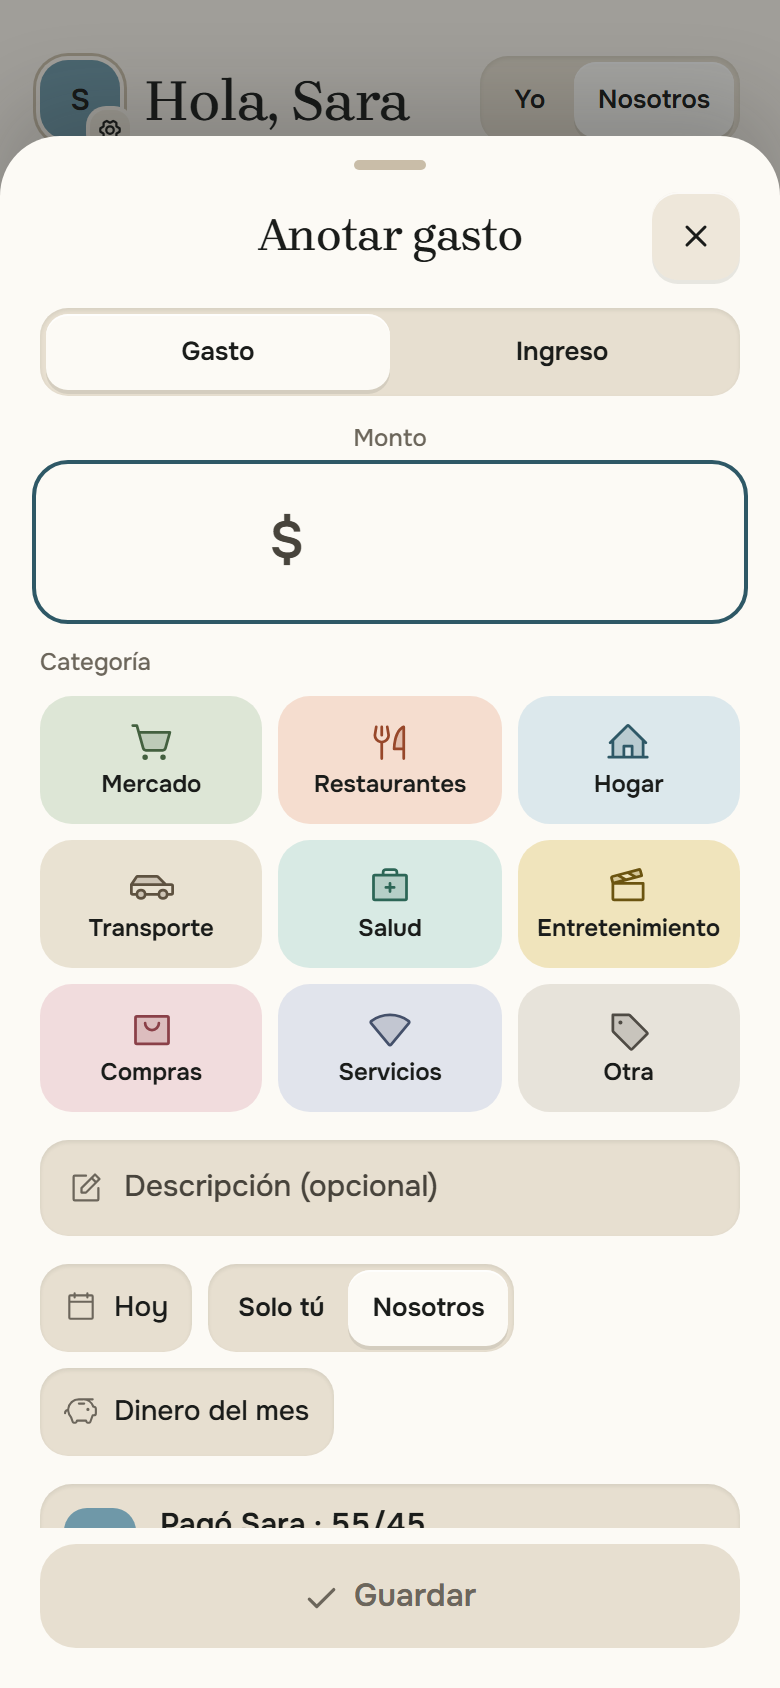 S
Hola, Sara
Yo
Nosotros
Anotar gasto
Gasto
Ingreso
Monto
$
Categoría
Mercado
Restaurantes
Hogar
Transporte
Salud
Entretenimiento
Compras
Servicios
Otra
Descripción (opcional)
Hoy
Solo tú
Nosotros
Dinero del mes
Pagó Sara · 55/45
Guardar